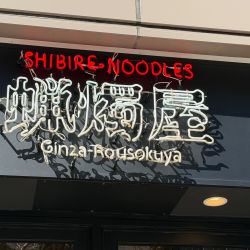 SHIBIRE NOODLES
蝋燭屋
Ginza Rousokuya